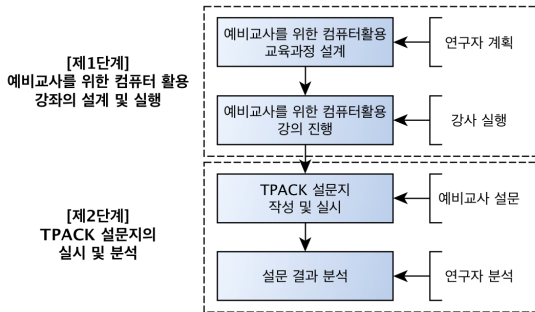 [제1단계]
예비교사를 위한 컴퓨터 활용
강좌의 설계 및 실행
예비교사를 위한 컴퓨터활용
교육과정 설계
연구자 계획
예비교사를 위한 컴퓨터활용
강의 진행
강사 실행
[제2단계]
TPACK 설문지의
실시 및 분석
TPACK 설문지
작성 및 실시
예비교사 설문
설문 결과 분석
연구자 분석